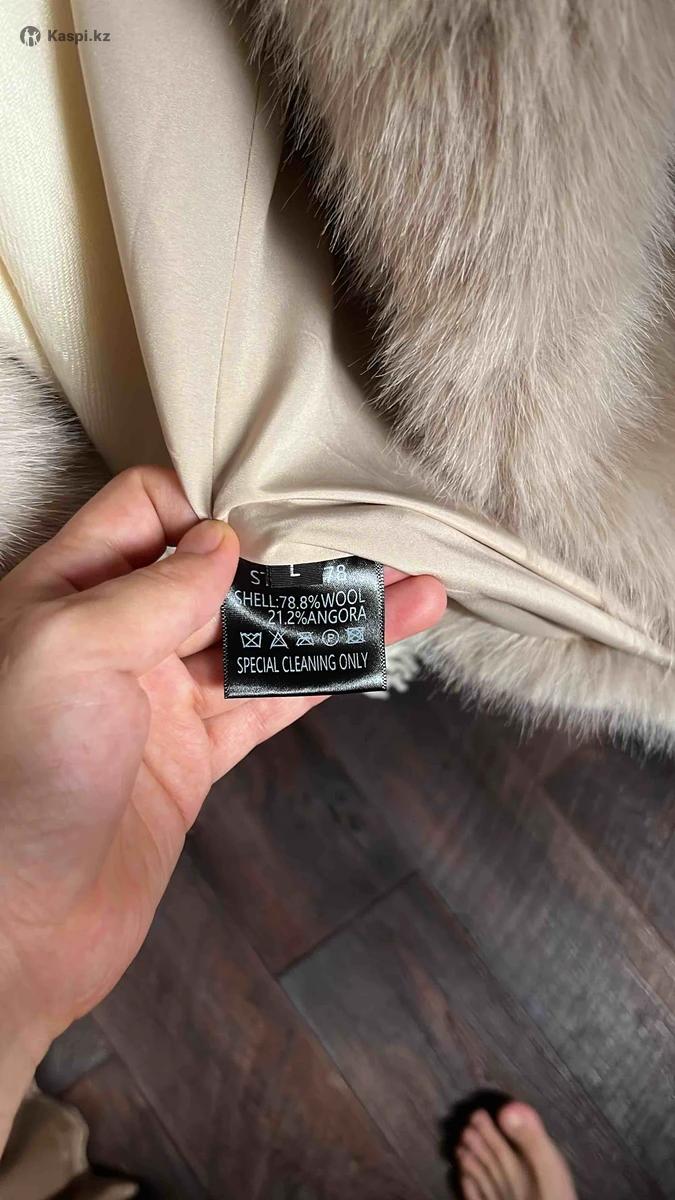 Kaspi.kz
L
78
SHELL:78.8%WOOL
21.2%ANGORA
SPECIAL CLEANING ONLY